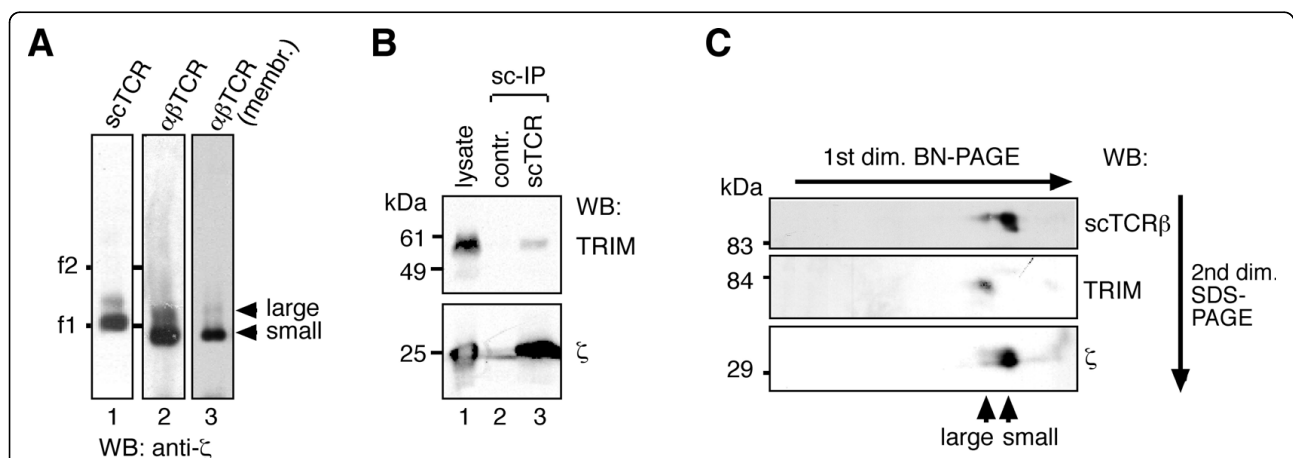 A
scTCR
αβTCR
αβTCR
(membr.)
f2
f1
large
small
1 2 3
WB: anti-ζ
B
sc-IP
lysate
contr.
scTCR
kDa
WB:
61
TRIM
49
25
ζ
1 2 3
C
1st dim. BN-PAGE
WB:
kDa
scTCRβ
83
84
TRIM
2nd dim.
SDS-
PAGE
29
ζ
large small